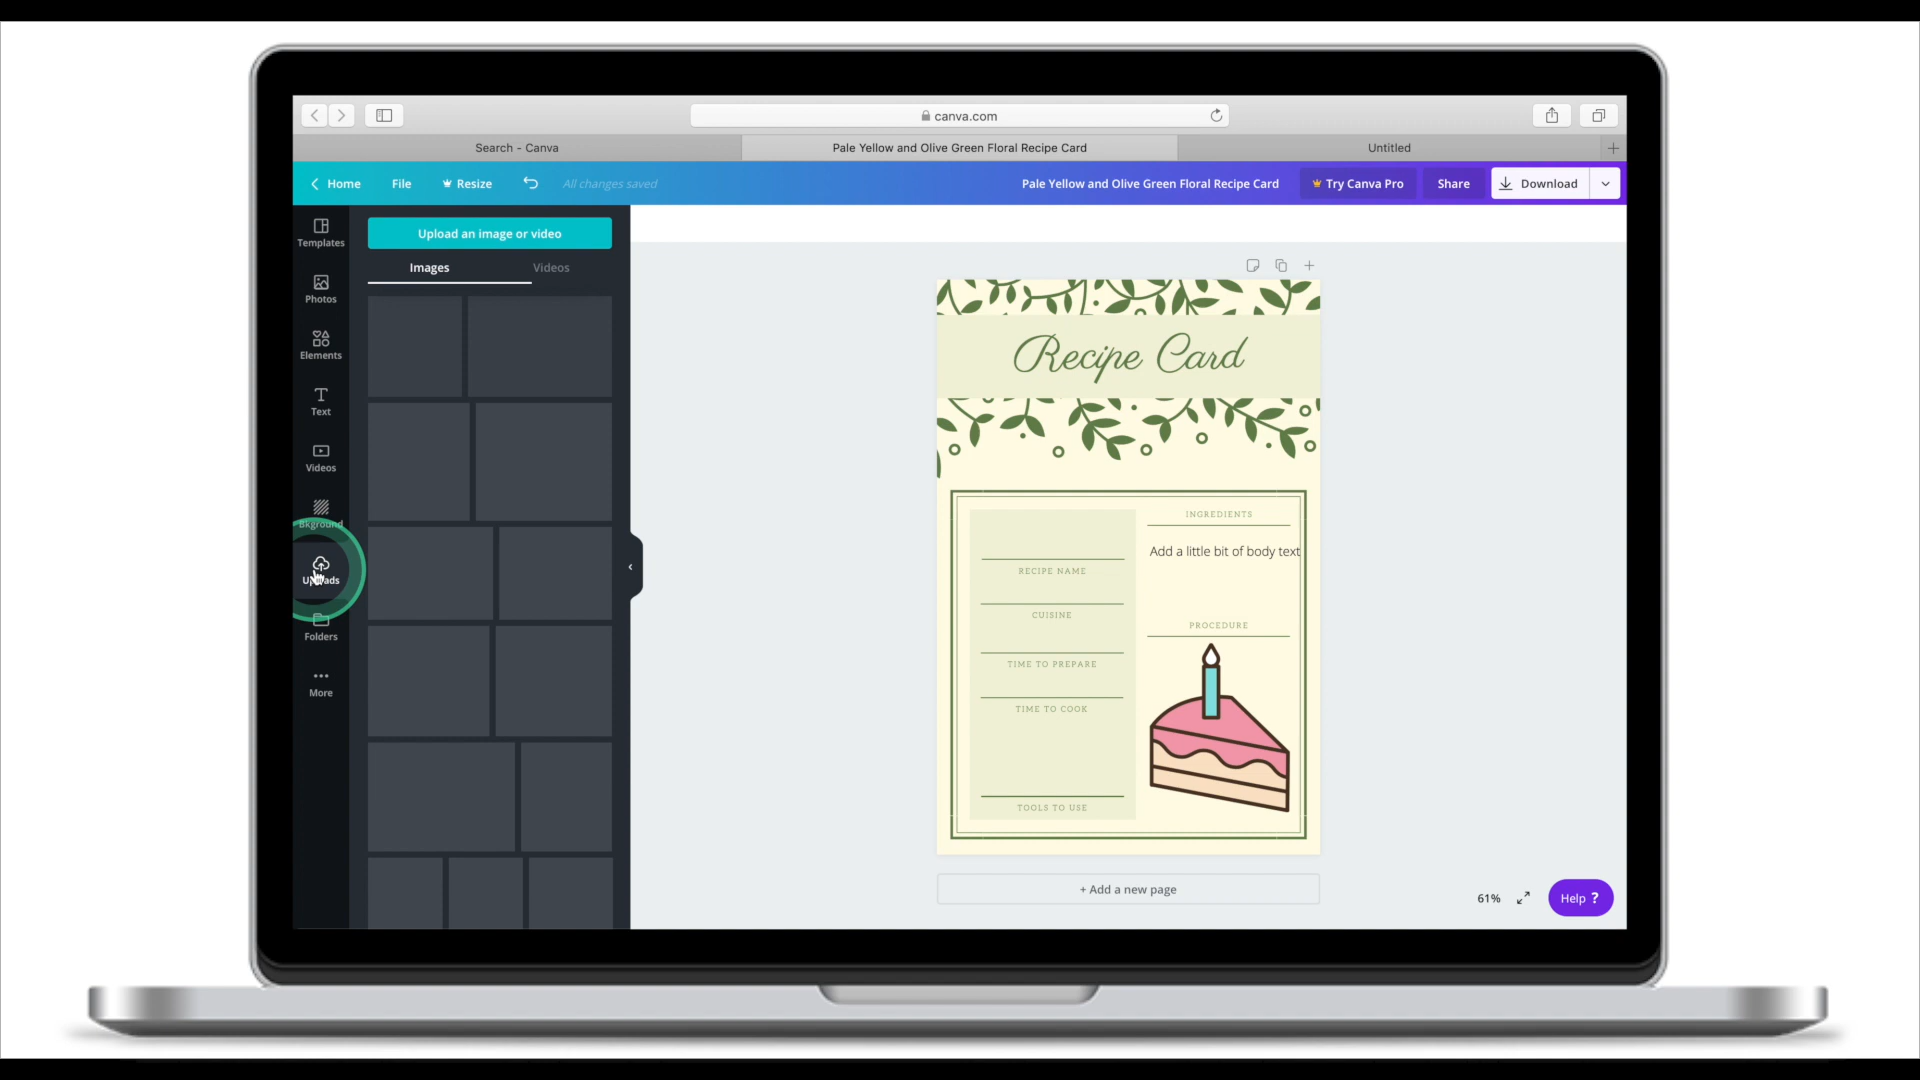 canva.com
Search – Canva
Pale Yellow and Olive Green Floral Recipe Card
Untitled
Home
File
Resize
All changes saved
Pale Yellow and Olive Green Floral Recipe Card
Try Canva Pro
Share
Download
Templates
Photos
Elements
Text
Videos
Bkground
Uploads
Folders
More
Upload an image or video
Images
Videos
Recipe Card
INGREDIENTS
Add a little bit of body text
RECIPE NAME
CUISINE
PROCEDURE
TIME TO PREPARE
TIME TO COOK
TOOLS TO USE
+ Add a new page
61%
Help ?